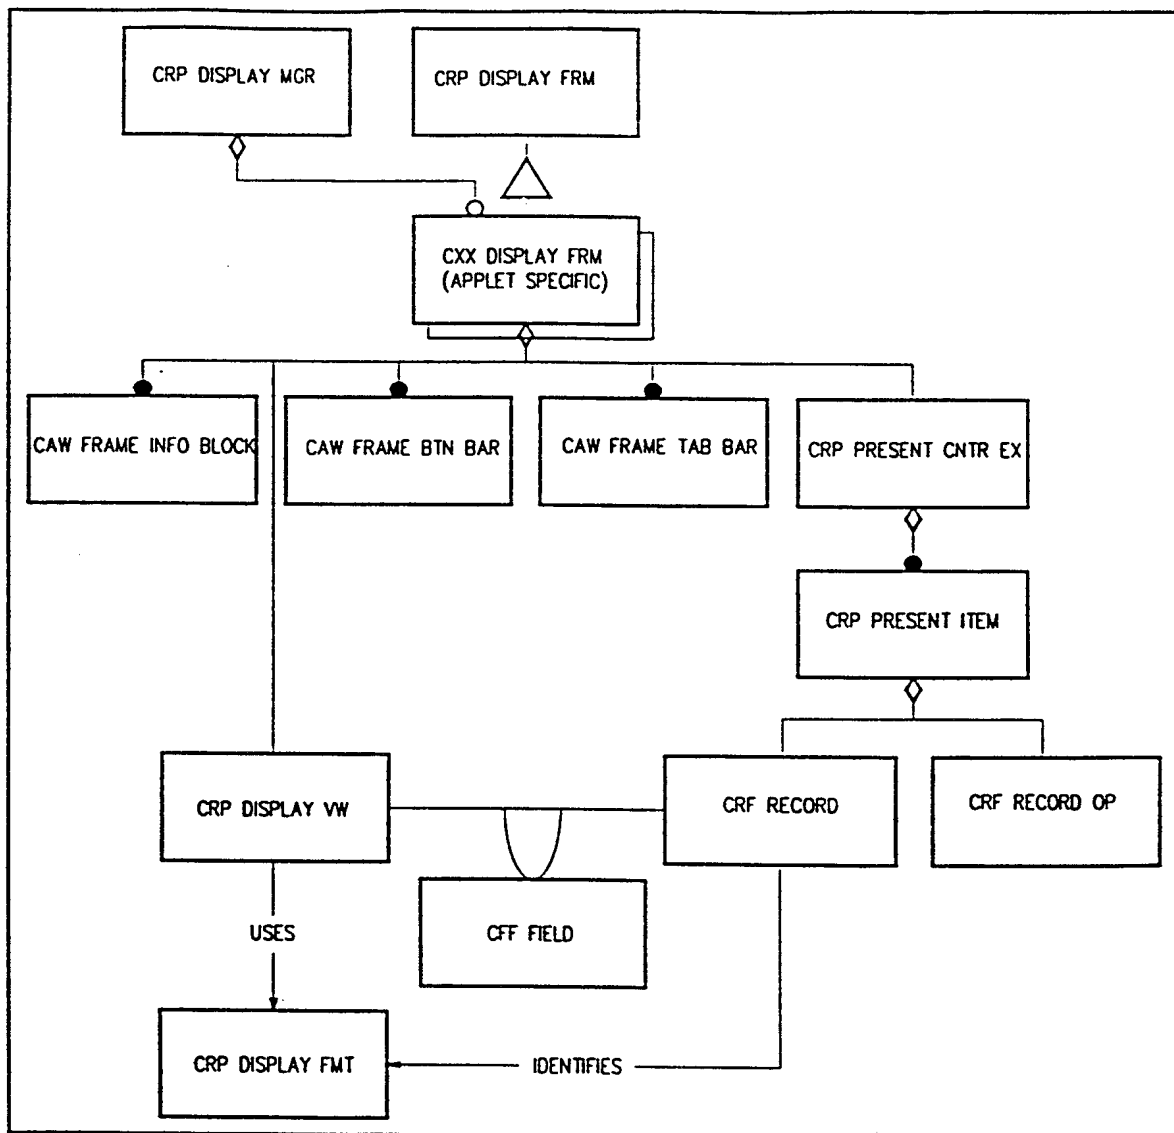 CRP DISPLAY MGR
CRP DISPLAY FRM
CXX DISPLAY FRM
(APPLET SPECIFIC)
CAW FRAME INFO BLOCK
CAW FRAME BTN BAR
CAW FRAME TAB BAR
CRP PRESENT CNTR EX
CRP PRESENT ITEM
CRP DISPLAY VW
CRF RECORD
CRF RECORD OP
USES
CFF FIELD
CRP DISPLAY FMT
IDENTIFIES